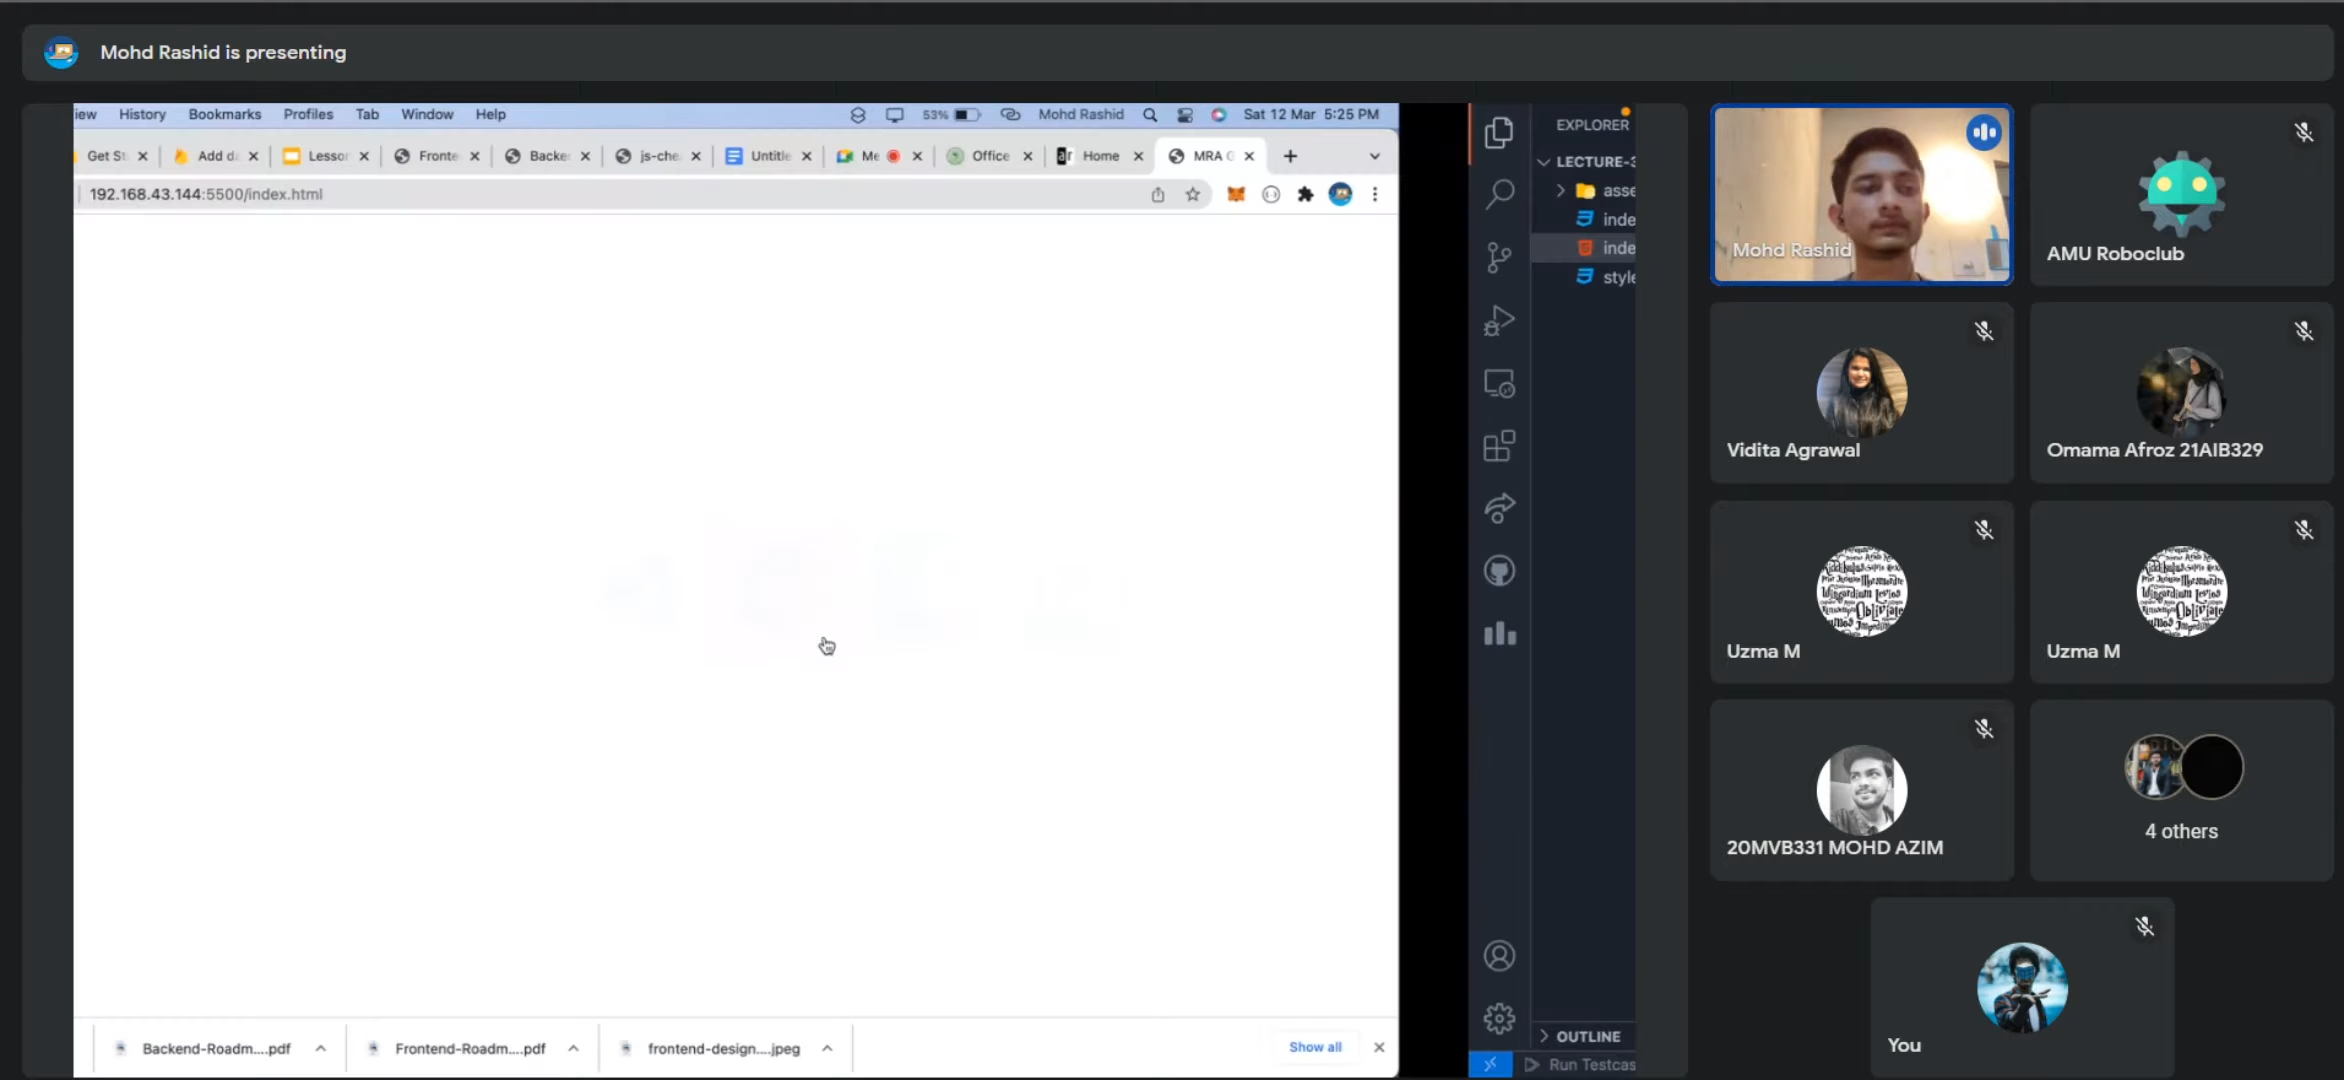 Mohd Rashid is presenting
iew History Bookmarks Profiles Tab Window Help 53% Mohd Rashid Sat 12 Mar 5:25 PM
Get St Add d Lesson Fronte Backe js-che Untitle Me Office ar Home MRA G
192.168.43.144:5500/index.html
EXPLORER
LECTURE-3
asse
inde
inde
style
OUTLINE
Run Testcas
Backend-Roadm....pdf Frontend-Roadm....pdf frontend-design....jpeg Show all
Mohd Rashid
AMU Roboclub
Vidita Agrawal
Omama Afroz 21AIB329
Uzma M
Uzma M
20MVB331 MOHD AZIM
4 others
You